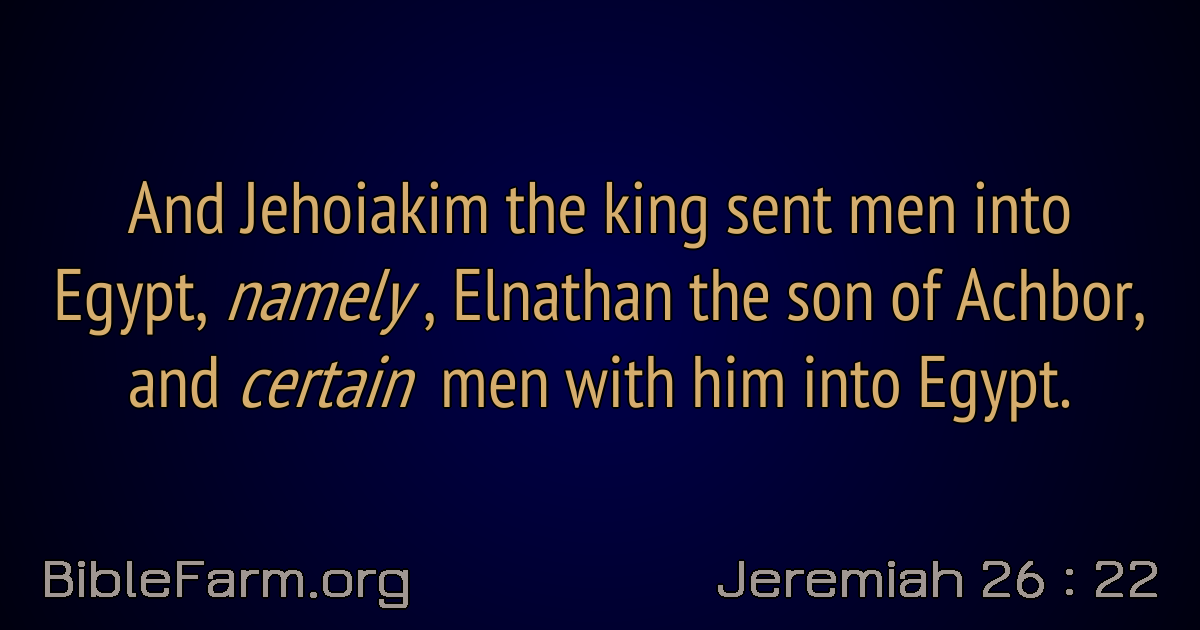 And Jehoiakim the king sent men into
Egypt, namely , Elnathan the son of Achbor,
and certain men with him into Egypt.
BibleFarm.org
Jeremiah 26 : 22